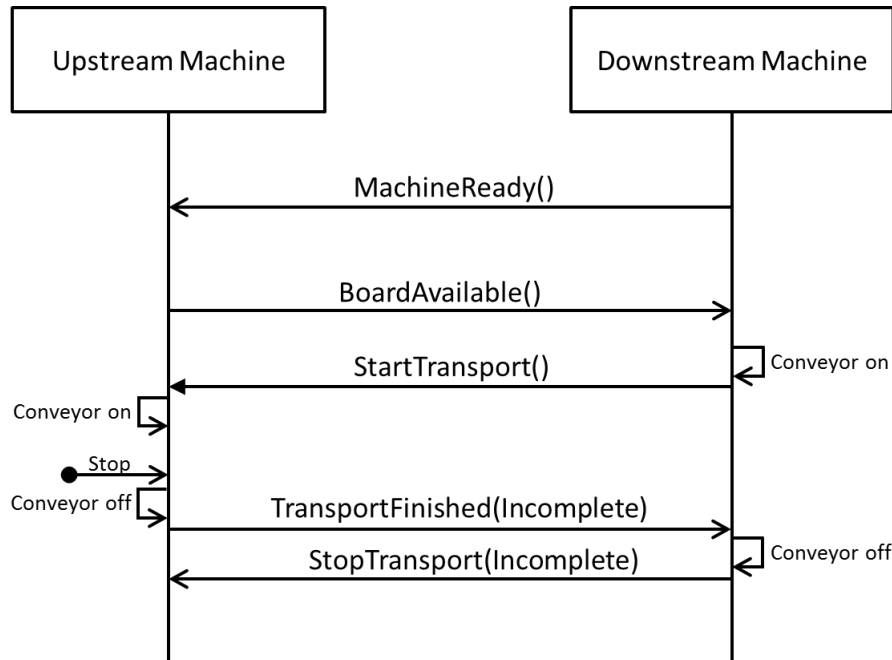 Upstream Machine
Downstream Machine
MachineReady()
BoardAvailable()
Conveyor on
StartTransport()
Conveyor on
Stop
Conveyor off
TransportFinished(Incomplete)
Conveyor off
StopTransport(Incomplete)